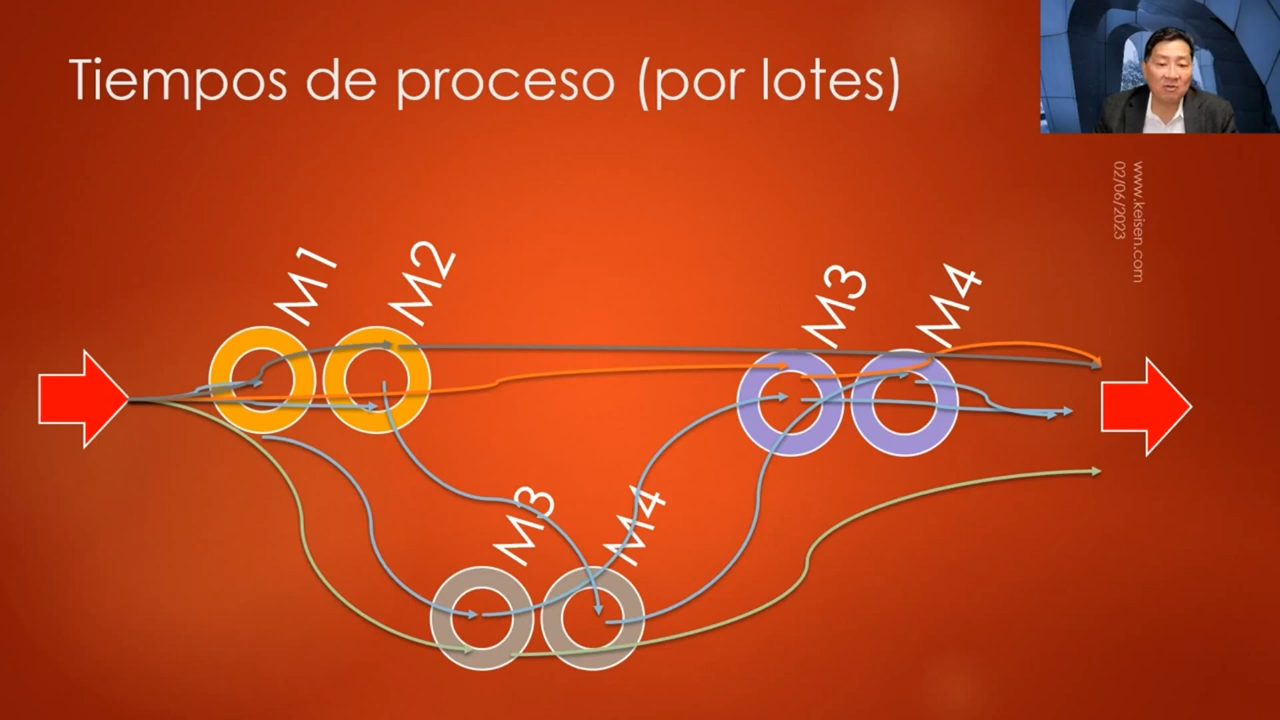 Tiempos de proceso (por lotes)
www.keisen.com
02/06/2023
M1
M2
M3
M4
M3
M4